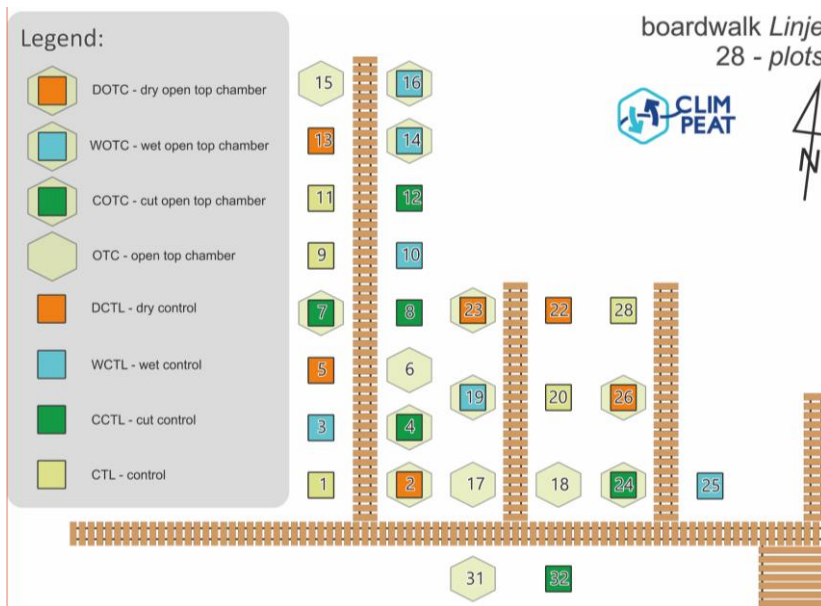 Legend:
DOTC - dry open top chamber
WOTC - wet open top chamber
COTC - cut open top chamber
OTC - open top chamber
DCTL - dry control
WCTL - wet control
CCTL - cut control
CTL - control
boardwalk Linje
28 - plots
CLIM
PEAT
N
15 16
13 14
11 12
9 10
7 8 23 22 28
5 6
19 20 26
3 4
1 2 17 18 24 25
31 32